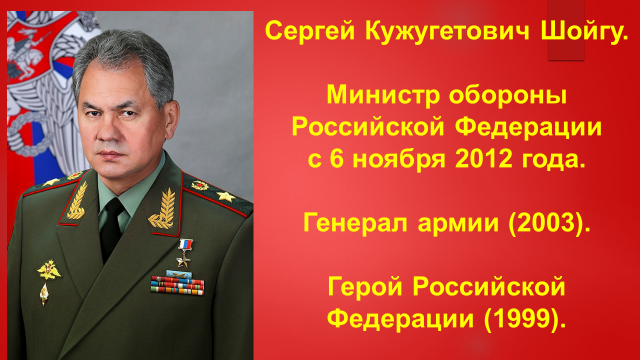 Сергей Кужугетович Шойгу.
Министр обороны
Российской Федерации
с 6 ноября 2012 года.
Генерал армии (2003).
Герой Российской
Федерации (1999).